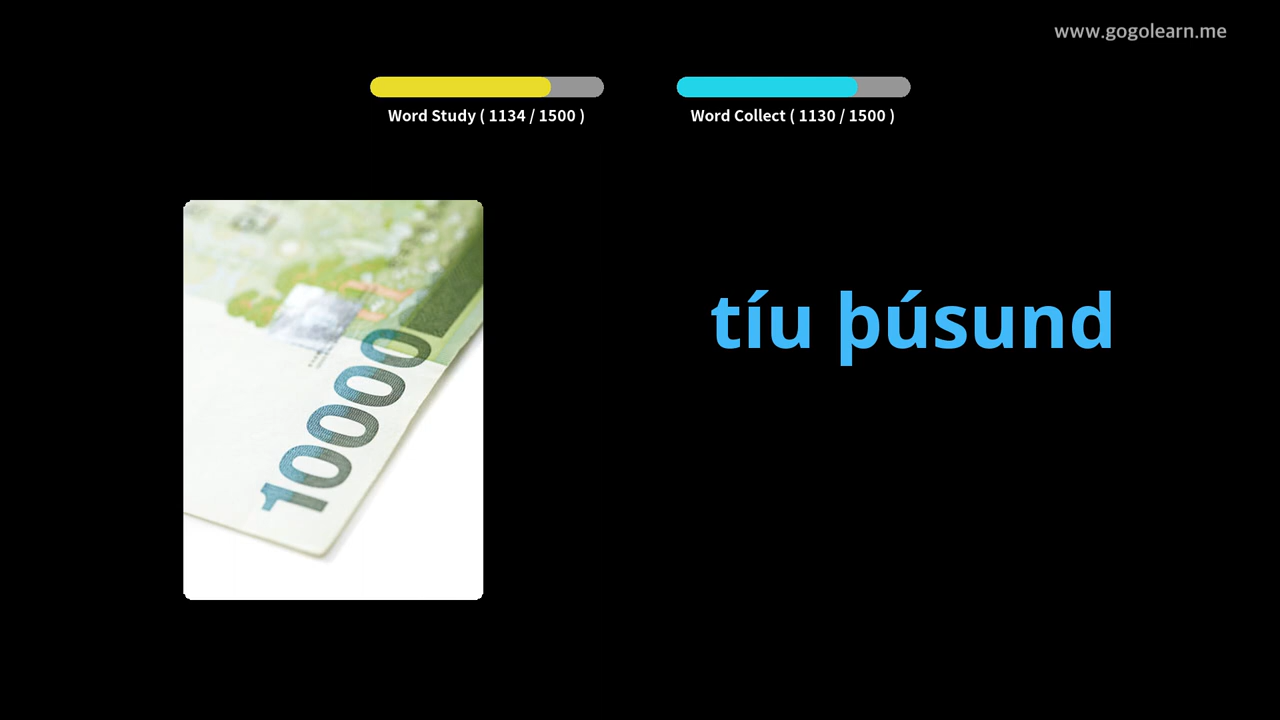 www.gogolearn.me
Word Study ( 1134 / 1500 )
Word Collect ( 1130 / 1500 )
10000
tíu þúsund